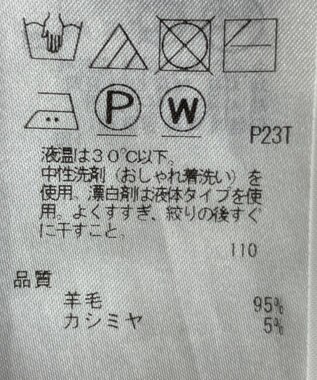 P W
P23T
液温は30℃以下。
中性洗剤（おしゃれ着洗い）を
使用。漂白剤は液体タイプを使
用。よくすすぎ、絞りの後すぐ
に干すこと。
110
品質
羊毛 95%
カシミヤ 5%